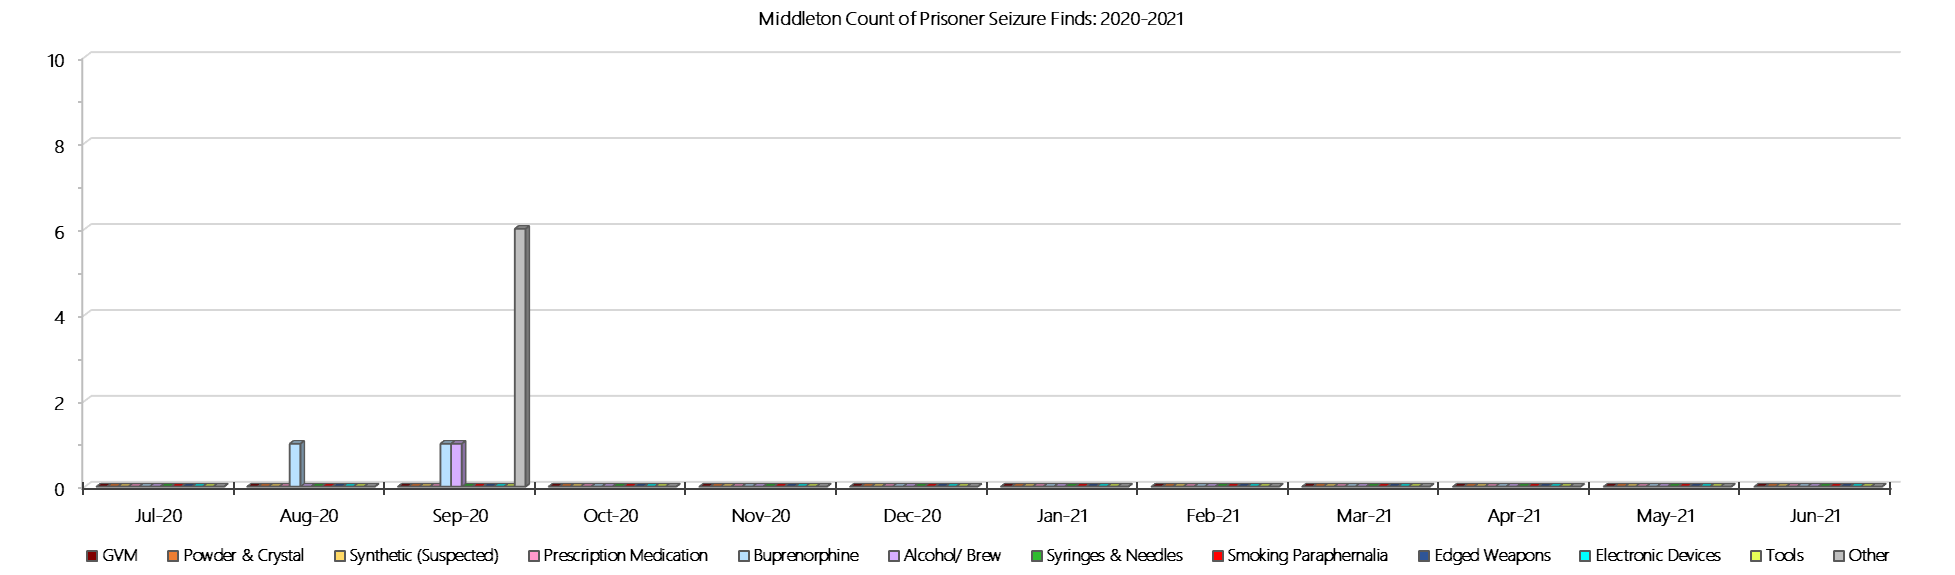 Middleton Count of Prisoner Seizure Finds: 2020-2021
10
8
6
4
2
0
Jul-20 Aug-20 Sep-20 Oct-20 Nov-20 Dec-20 Jan-21 Feb-21 Mar-21 Apr-21 May-21 Jun-21
GVM Powder & Crystal Synthetic (Suspected) Prescription Medication Buprenorphine Alcohol/ Brew Syringes & Needles Smoking Paraphernalia Edged Weapons Electronic Devices Tools Other